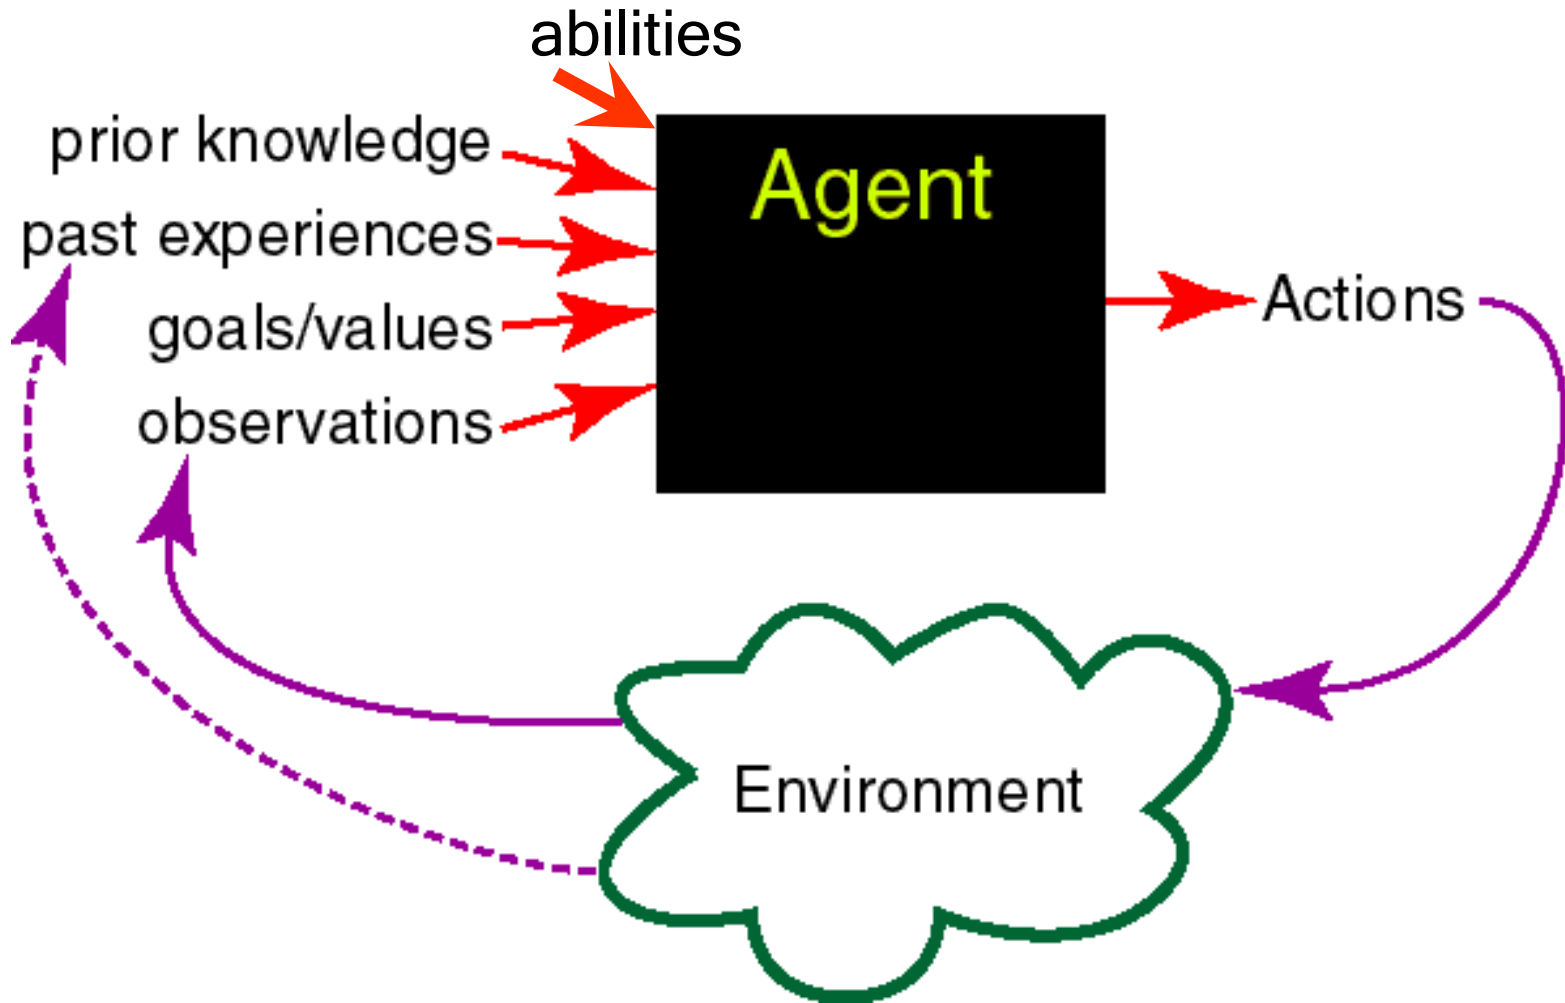 abilities
prior knowledge
past experiences
goals/values
observations
Agent
Actions
Environment